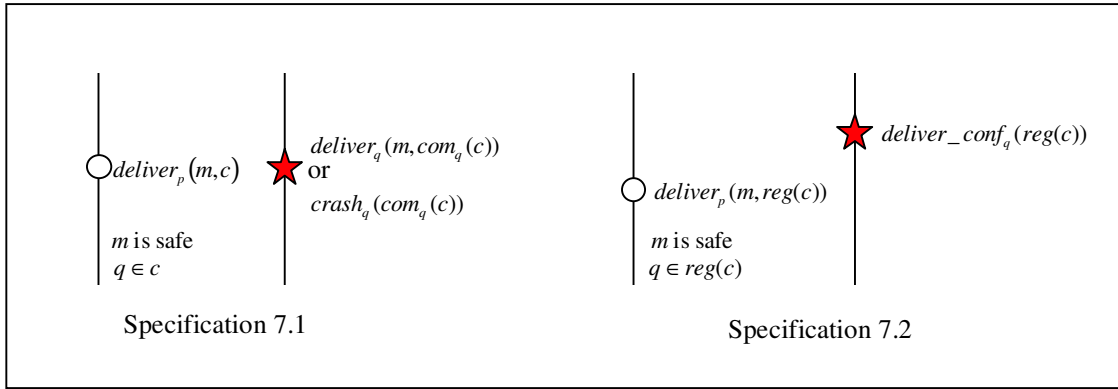 deliver_p(m,c)
m is safe
q ∈ c
deliver_q(m,com_q(c))
or
crash_q(com_q(c))
Specification 7.1
deliver_p(m,reg(c))
m is safe
q ∈ reg(c)
deliver_conf_q(reg(c))
Specification 7.2